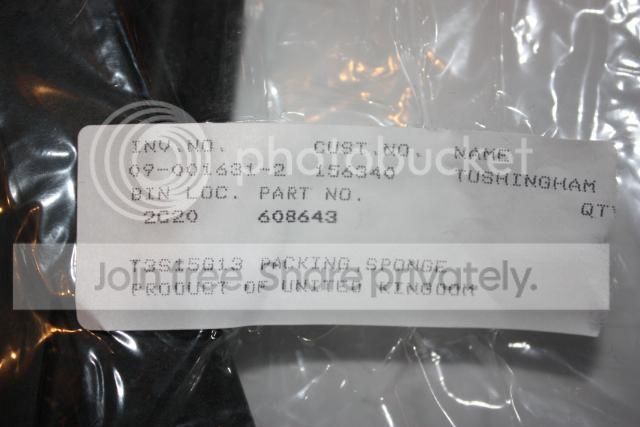 INV.NO. CUST.NO. NAME
09-001631-2 156340 TUSHINGHAM
BIN LOC. PART NO. QTY
2C20 608643
T3S15G13 PACKING SPONGE
PRODUCT OF UNITED KINGDOM
photobucket
Join free. Share privately.